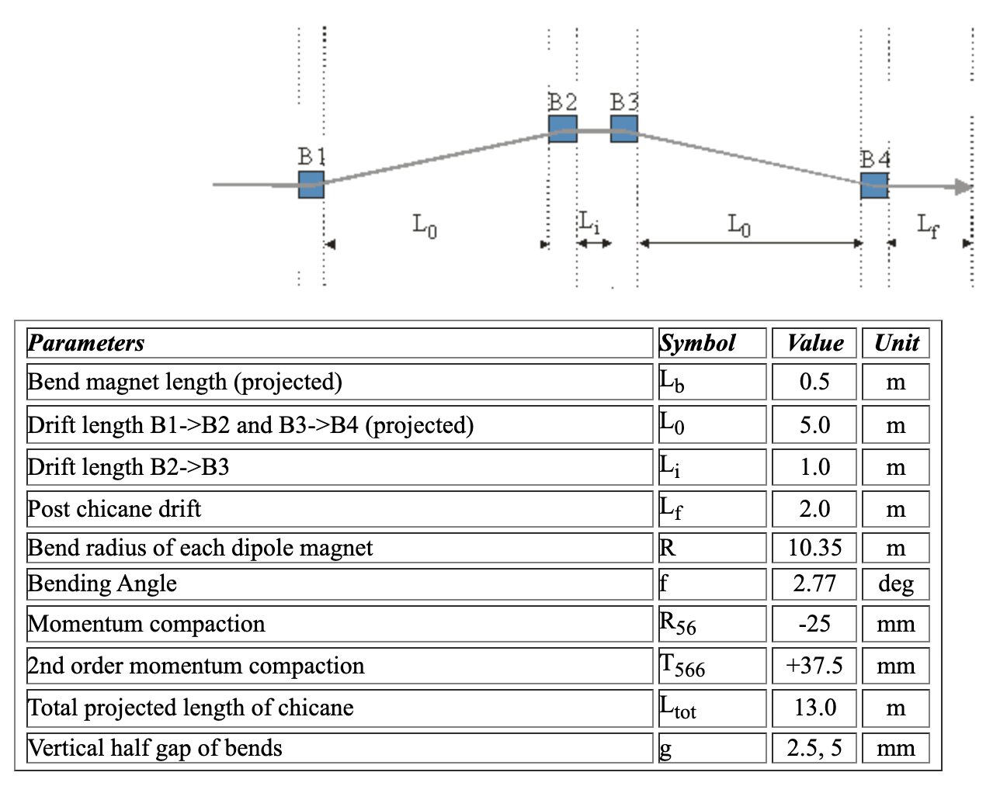 B2 B3
B1 B4
L0 Li L0 Lf
Parameters Symbol Value Unit
Bend magnet length (projected) Lb 0.5 m
Drift length B1->B2 and B3->B4 (projected) L0 5.0 m
Drift length B2->B3 Li 1.0 m
Post chicane drift Lf 2.0 m
Bend radius of each dipole magnet R 10.35 m
Bending Angle f 2.77 deg
Momentum compaction R56 -25 mm
2nd order momentum compaction T566 +37.5 mm
Total projected length of chicane Ltot 13.0 m
Vertical half gap of bends g 2.5, 5 mm